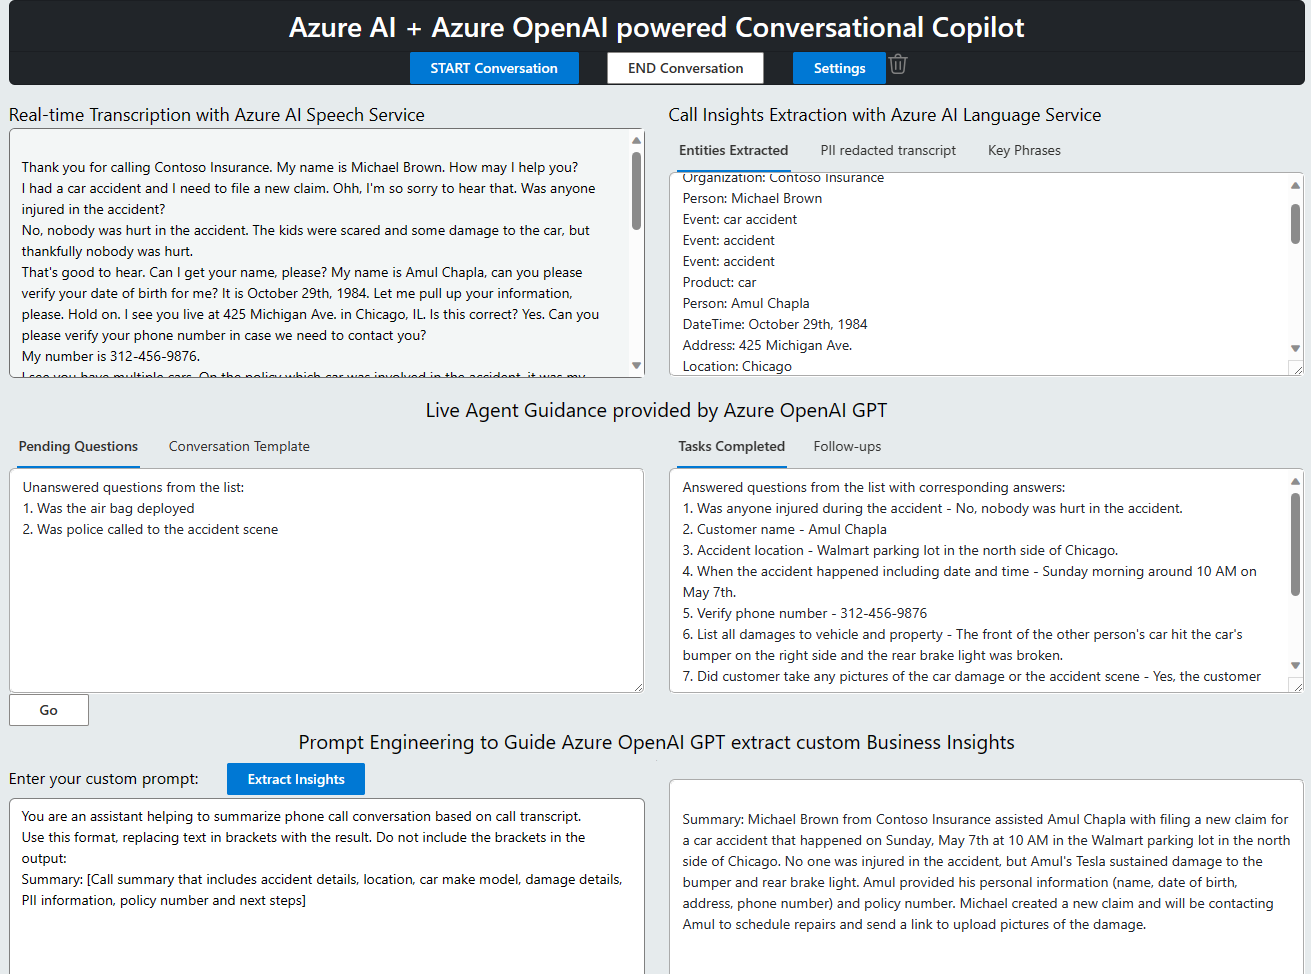 Azure AI + Azure OpenAI powered Conversational Copilot
START Conversation
END Conversation
Settings
Real-time Transcription with Azure AI Speech Service
Thank you for calling Contoso Insurance. My name is Michael Brown. How may I help you?
I had a car accident and I need to file a new claim. Ohh, I'm so sorry to hear that. Was anyone
injured in the accident?
No, nobody was hurt in the accident. The kids were scared and some damage to the car, but
thankfully nobody was hurt.
That's good to hear. Can I get your name, please? My name is Amul Chapla, can you please
verify your date of birth for me? It is October 29th, 1984. Let me pull up your information,
please. Hold on. I see you live at 425 Michigan Ave. in Chicago, IL. Is this correct? Yes. Can you
please verify your phone number in case we need to contact you?
My number is 312-456-9876.
I see you have multiple cars. On the policy which car was involved in the accident, it was my
Call Insights Extraction with Azure AI Language Service
Entities Extracted
PII redacted transcript
Key Phrases
Organization: Contoso Insurance
Person: Michael Brown
Event: car accident
Event: accident
Event: accident
Product: car
Person: Amul Chapla
DateTime: October 29th, 1984
Address: 425 Michigan Ave.
Location: Chicago
Live Agent Guidance provided by Azure OpenAI GPT
Pending Questions
Conversation Template
Unanswered questions from the list:
1. Was the air bag deployed
2. Was police called to the accident scene
Go
Tasks Completed
Follow-ups
Answered questions from the list with corresponding answers:
1. Was anyone injured during the accident - No, nobody was hurt in the accident.
2. Customer name - Amul Chapla
3. Accident location - Walmart parking lot in the north side of Chicago.
4. When the accident happened including date and time - Sunday morning around 10 AM on
May 7th.
5. Verify phone number - 312-456-9876
6. List all damages to vehicle and property - The front of the other person's car hit the car's
bumper on the right side and the rear brake light was broken.
7. Did customer take any pictures of the car damage or the accident scene - Yes, the customer
Prompt Engineering to Guide Azure OpenAI GPT extract custom Business Insights
Enter your custom prompt:
Extract Insights
You are an assistant helping to summarize phone call conversation based on call transcript.
Use this format, replacing text in brackets with the result. Do not include the brackets in the
output:
Summary: [Call summary that includes accident details, location, car make model, damage details,
PII information, policy number and next steps]
Summary: Michael Brown from Contoso Insurance assisted Amul Chapla with filing a new claim for
a car accident that happened on Sunday, May 7th at 10 AM in the Walmart parking lot in the north
side of Chicago. No one was injured in the accident, but Amul's Tesla sustained damage to the
bumper and rear brake light. Amul provided his personal information (name, date of birth,
address, phone number) and policy number. Michael created a new claim and will be contacting
Amul to schedule repairs and send a link to upload pictures of the damage.